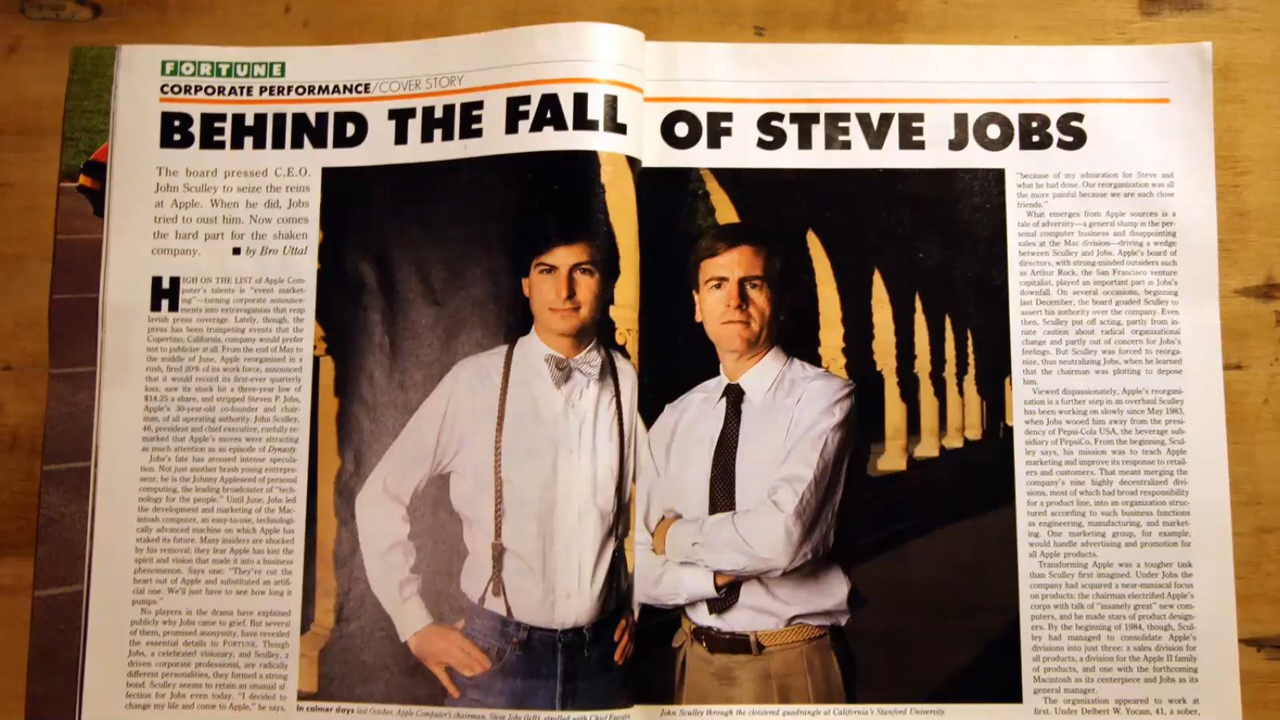 FORTUNE
CORPORATE PERFORMANCE/COVER STORY
BEHIND THE FALL OF STEVE JOBS
The board pressed C.E.O.
John Sculley to seize the reins
at Apple. When he did, Jobs
tried to oust him. Now comes
the hard part for the shaken
company. ■ by Bro Uttal
HIGH ON THE LIST of Apple Com-
puter's talents is "event market-
ing"—turning corporate announce-
ments into extravaganzas that reap
lavish press coverage. Lately, though, the
press has been trumpeting events that the
Cupertino, California, company would prefer
not to publicize at all. From the end of May to
the middle of June, Apple reorganized in a
rush, fired 20% of its work force, announced
that it would record its first-ever quarterly
loss, saw its stock hit a three-year low of
$14.25 a share, and stripped Steven P. Jobs,
Apple's 30-year-old co-founder and chair-
man, of all operating authority. John Sculley,
46, president and chief executive, ruefully re-
marked that Apple's moves were attracting
as much attention as an episode of Dynasty.
Jobs's fate has aroused intense specula-
tion. Not just another brash young entrepre-
neur, he is the Johnny Appleseed of personal
computing, the leading broadcaster of "tech-
nology for the people." Until June, Jobs led
the development and marketing of the Mac-
intosh computer, an easy-to-use, technologi-
cally advanced machine on which Apple has
staked its future. Many insiders are shocked
by his removal; they fear Apple has lost the
spirit and vision that made it into a business
phenomenon. Says one: "They've cut the
heart out of Apple and substituted an artifi-
cial one. We'll just have to see how long it
pumps."
No players in the drama have explained
publicly why Jobs came to grief. But several
of them, promised anonymity, have revealed
the essential details to FORTUNE. Though
Jobs, a celebrated visionary, and Sculley, a
driven corporate professional, are radically
different personalities, they formed a strong
bond. Sculley seems to retain an unusual af-
fection for Jobs even today. "I decided to
change my life and come to Apple," he says,
"because of my admiration for Steve and
what he had done. Our reorganization was all
the more painful because we are such close
friends."
What emerges from Apple sources is a
tale of adversity—a general slump in the per-
sonal computer business and disappointing
sales at the Mac division—driving a wedge
between Sculley and Jobs. Apple's board of
directors, with strong-minded outsiders such
as Arthur Rock, the San Francisco venture
capitalist, played an important part in Jobs's
downfall. On several occasions, beginning
last December, the board goaded Sculley to
assert his authority over the company. Even
then, Sculley put off acting, partly from in-
nate caution about radical organizational
change and partly out of concern for Jobs's
feelings. But Sculley was forced to reorga-
nize, thus neutralizing Jobs, when he learned
that the chairman was plotting to depose
him.
Viewed dispassionately, Apple's reorgani-
zation is a further step in an overhaul Sculley
has been working on slowly since May 1983,
when Jobs wooed him away from the presi-
dency of Pepsi-Cola USA, the beverage sub-
sidiary of PepsiCo. From the beginning, Scul-
ley says, his mission was to teach Apple
marketing and improve its response to retail-
ers and customers. That meant merging the
company's nine highly decentralized divi-
sions, most of which had broad responsibility
for a product line, into an organization struc-
tured according to such business functions
as engineering, manufacturing, and market-
ing. One marketing group, for example,
would handle advertising and promotion for
all Apple products.
Transforming Apple was a tougher task
than Sculley first imagined. Under Jobs the
company had acquired a near-maniacal focus
on products: the chairman electrified Apple's
corps with talk of "insanely great" new com-
puters, and he made stars of product design-
ers. By the beginning of 1984, though, Scul-
ley had managed to consolidate Apple's
divisions into just three: a sales division for
all products, a division for the Apple II family
of products, and one with the forthcoming
Macintosh as its centerpiece and Jobs as its
general manager.
The organization appeared to work at
first. Under Delbert W. Yocam, 41, a sober,
In calmer days last October, Apple Computer's chairman, Steve Jobs (left), strolled with Chief Executive
John Sculley through the cloistered quadrangle at California's Stanford University.